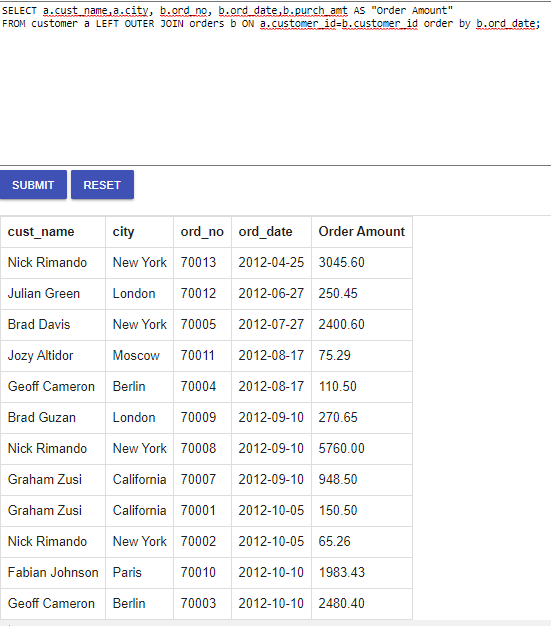 SELECT a.cust_name,a.city, b.ord_no, b.ord_date,b.purch_amt AS "Order Amount"
FROM customer a LEFT OUTER JOIN orders b ON a.customer_id=b.customer_id order by b.ord_date;
SUBMIT RESET
cust_name city ord_no ord_date Order Amount
Nick Rimando New York 70013 2012-04-25 3045.60
Julian Green London 70012 2012-06-27 250.45
Brad Davis New York 70005 2012-07-27 2400.60
Jozy Altidor Moscow 70011 2012-08-17 75.29
Geoff Cameron Berlin 70004 2012-08-17 110.50
Brad Guzan London 70009 2012-09-10 270.65
Nick Rimando New York 70008 2012-09-10 5760.00
Graham Zusi California 70007 2012-09-10 948.50
Graham Zusi California 70001 2012-10-05 150.50
Nick Rimando New York 70002 2012-10-05 65.26
Fabian Johnson Paris 70010 2012-10-10 1983.43
Geoff Cameron Berlin 70003 2012-10-10 2480.40